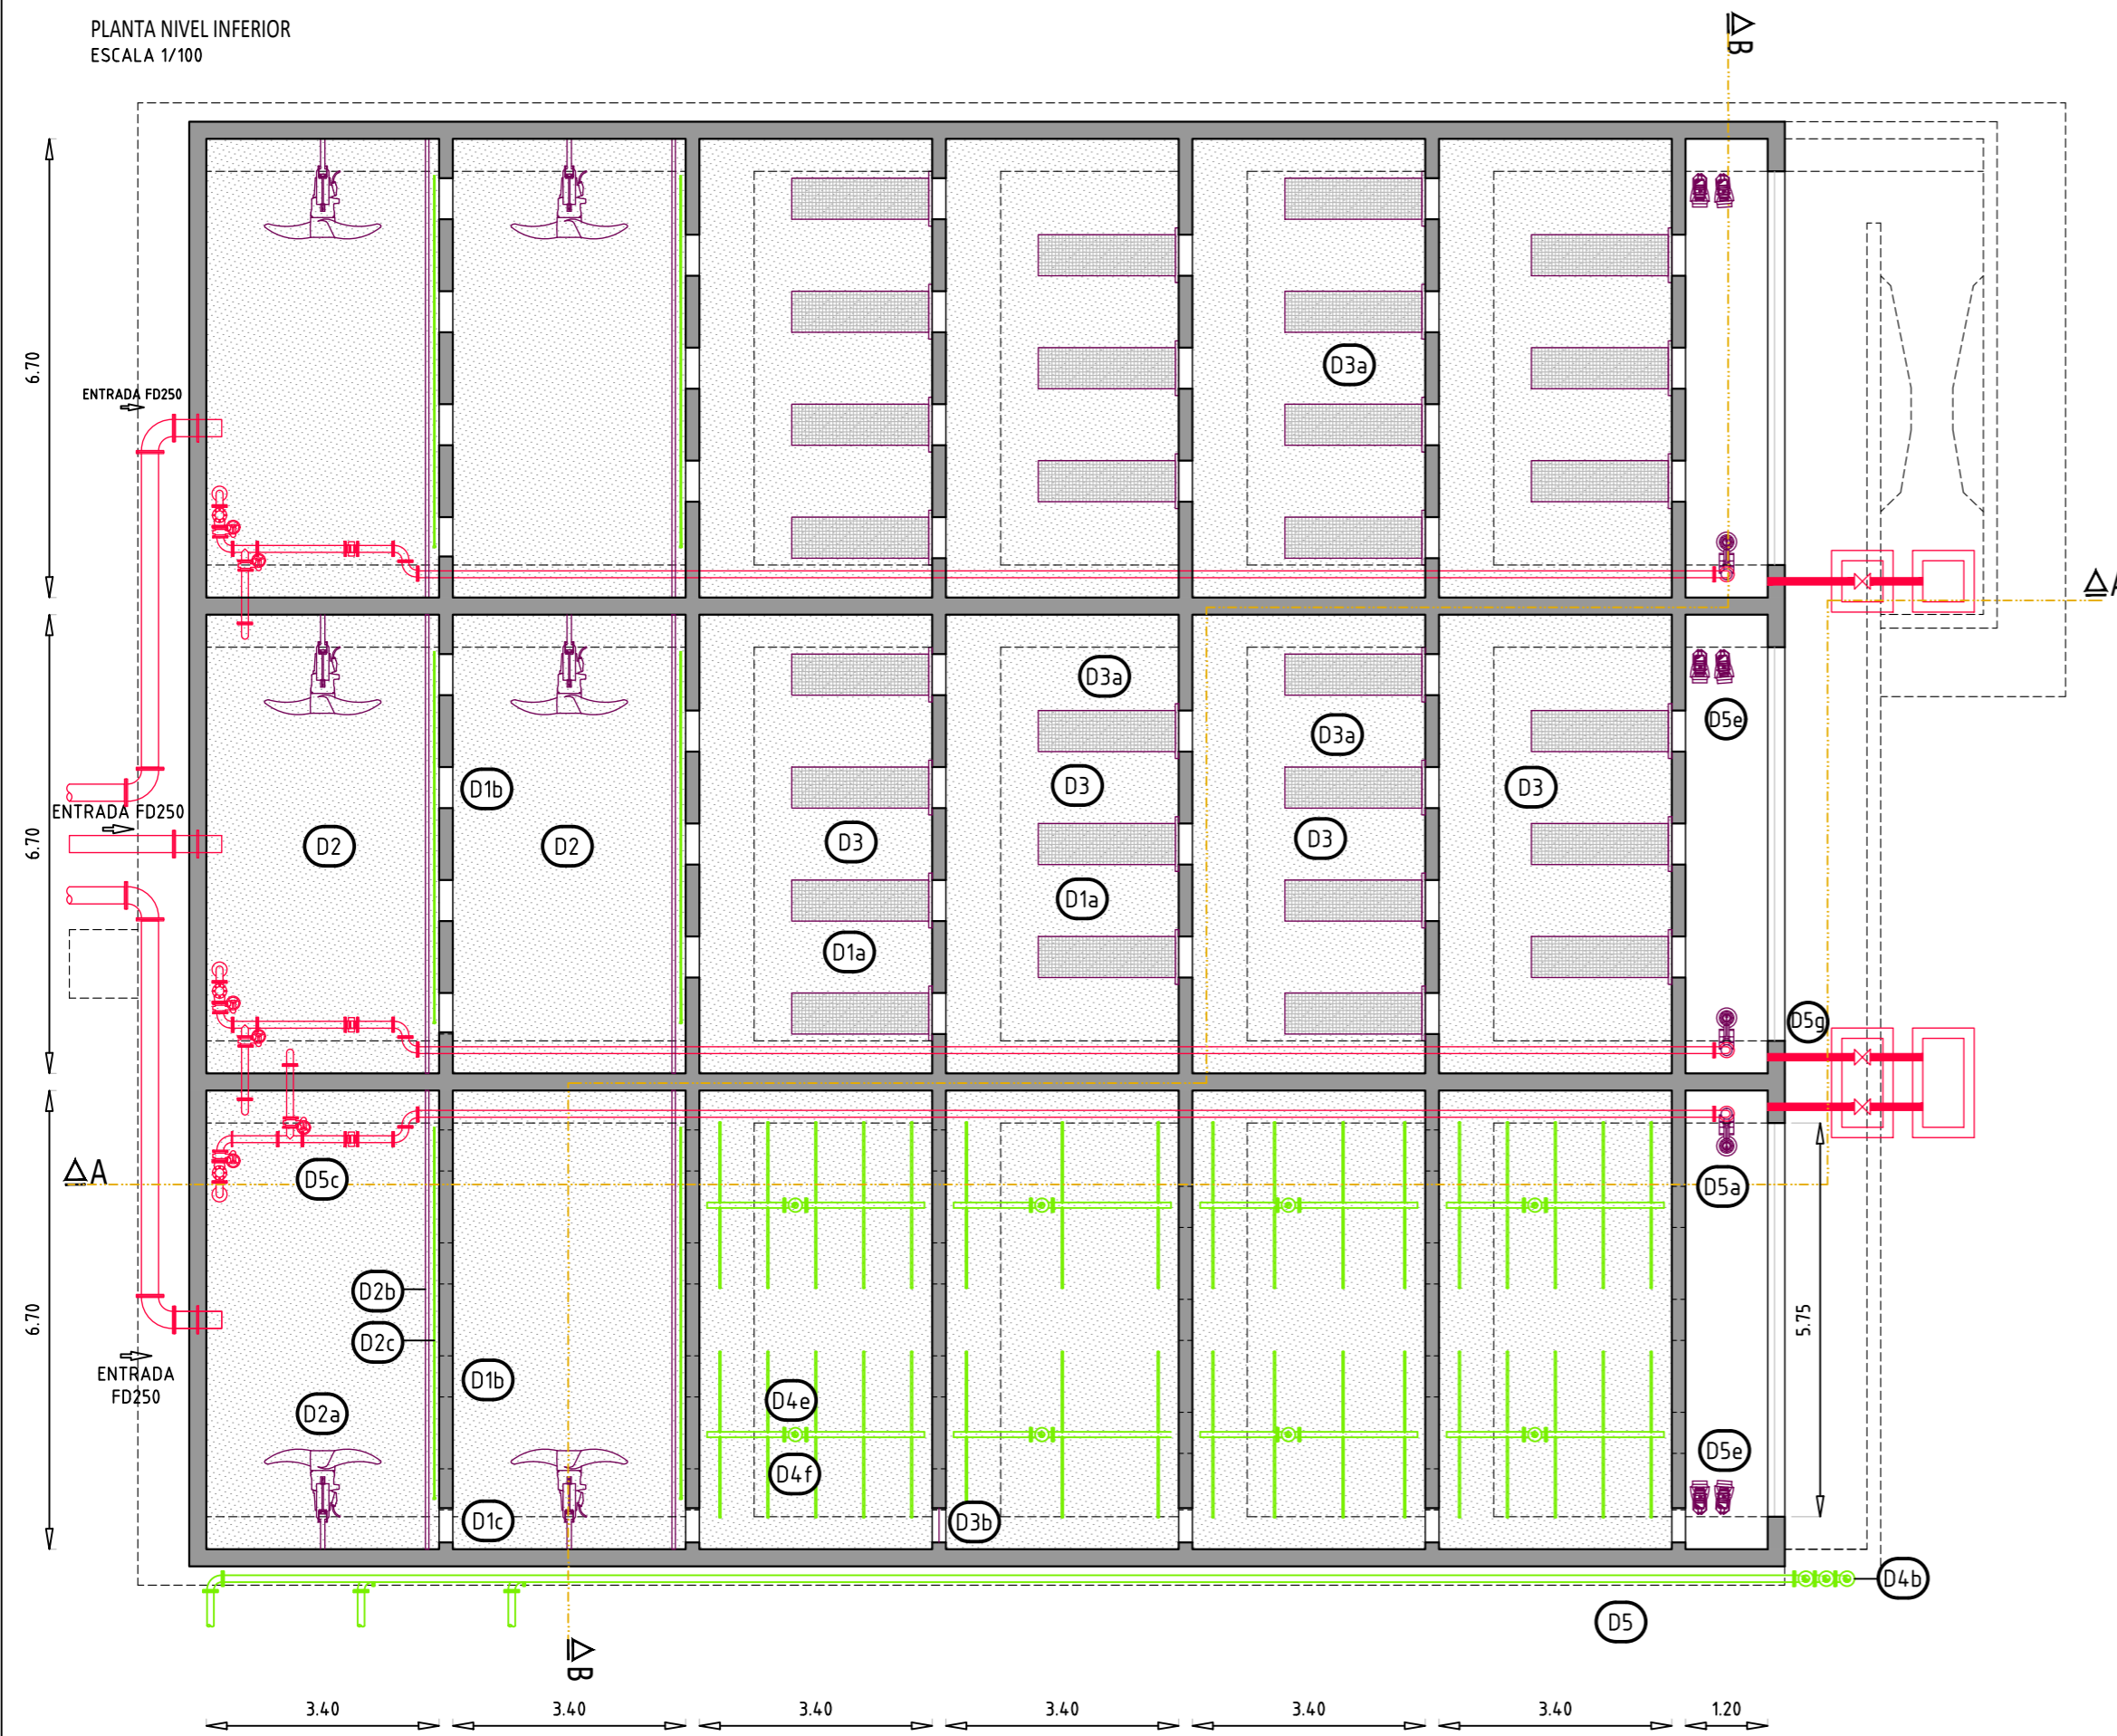 PLANTA NIVEL INFERIOR
ESCALA 1/100
B
6.70
ENTRADA FD250
D3a
A
D3a
D5e
D3a
6.70
ENTRADA FD250
D1b
D3
D3
D2
D2
D3
D3
D1a
D1a
D5g
A
D5c
D5a
D2b
6.70
5.75
D2c
ENTRADA
FD250
D1b
D4e
D2a
D5e
D4f
D1c
D3b
D4b
D5
B
3.40
3.40
3.40
3.40
3.40
3.40
1.20